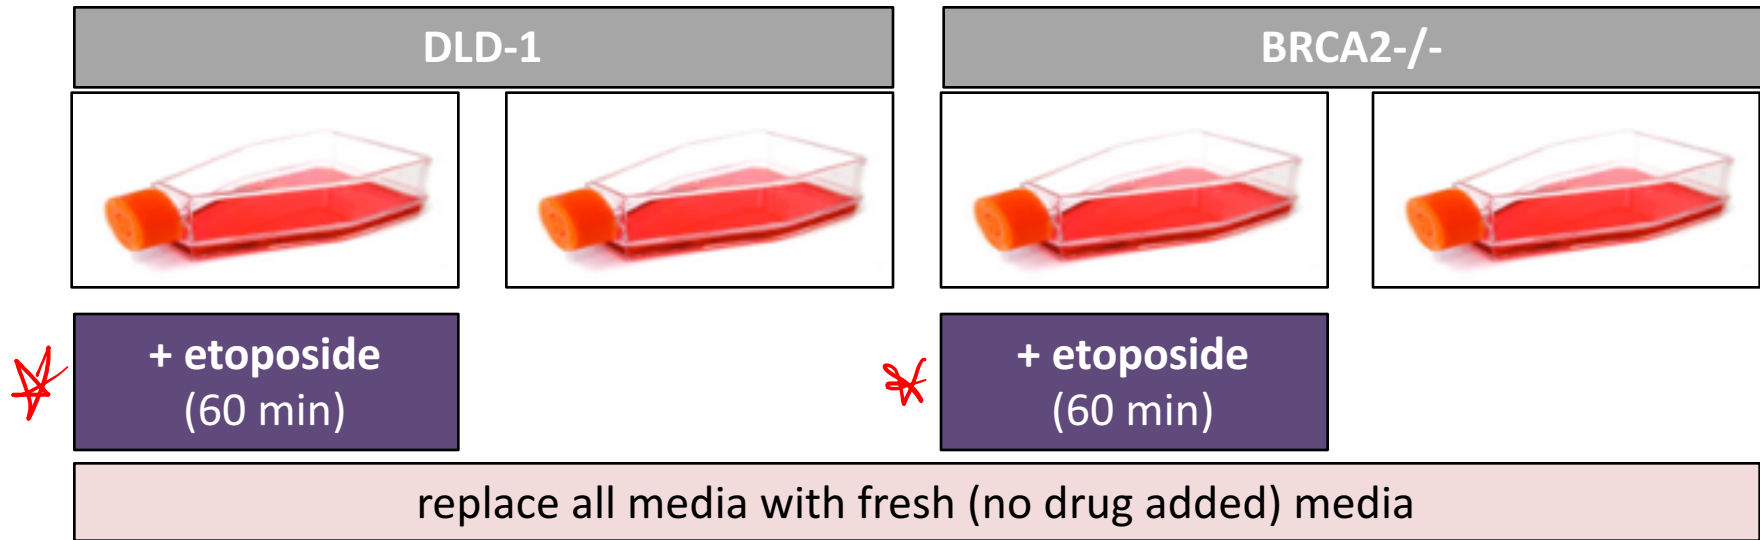 DLD-1
BRCA2-/-
+ etoposide
(60 min)
+ etoposide
(60 min)
replace all media with fresh (no drug added) media